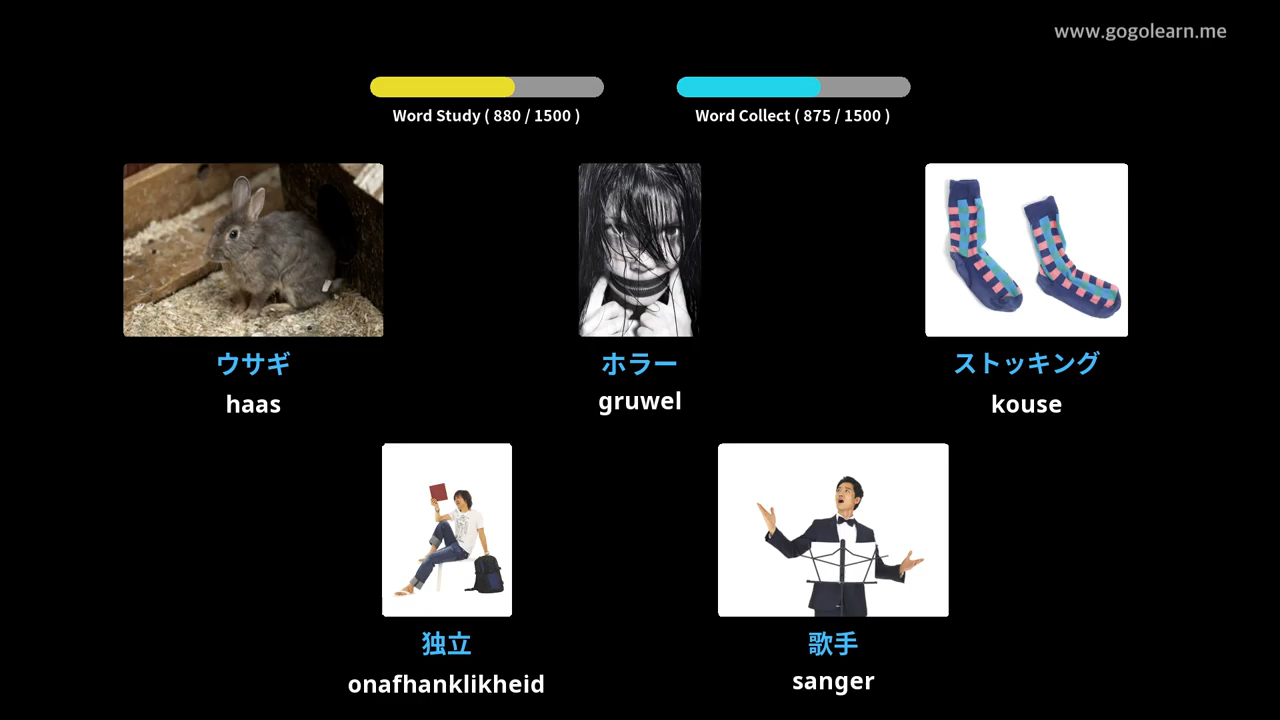 www.gogolearn.me
Word Study ( 880 / 1500 )
Word Collect ( 875 / 1500 )
ウサギ
haas
ホラー
gruwel
ストッキング
kouse
独立
onafhanklikheid
歌手
sanger